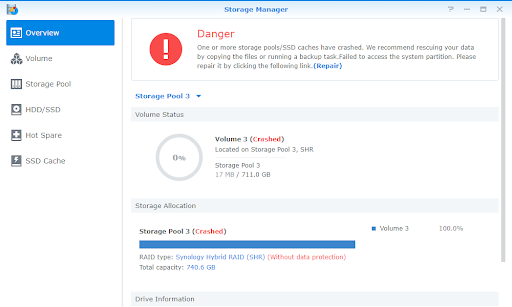 Storage Manager
Overview
Volume
Storage Pool
HDD/SSD
Hot Spare
SSD Cache
Danger
One or more storage pools/SSD caches have crashed. We recommend rescuing your data
by copying the files or running a backup task.Failed to access the system partition. Please
repair it by clicking the following link.(Repair)
Storage Pool 3
Volume Status
0%
Volume 3 (Crashed)
Located on Storage Pool 3, SHR
Storage Pool 3
17 MB / 711.0 GB
Storage Allocation
Storage Pool 3 (Crashed)
Volume 3 100.0%
RAID type: Synology Hybrid RAID (SHR) (Without data protection)
Total capacity: 740.6 GB
Drive Information